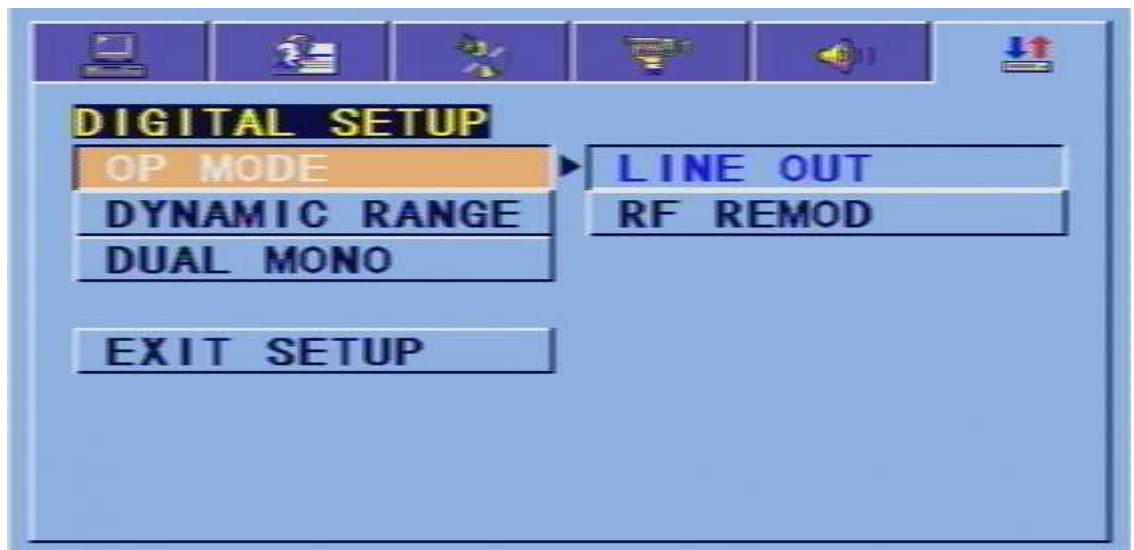 DIGITAL SETUP
OP MODE LINE OUT
DYNAMIC RANGE RF REMOD
DUAL MONO
EXIT SETUP